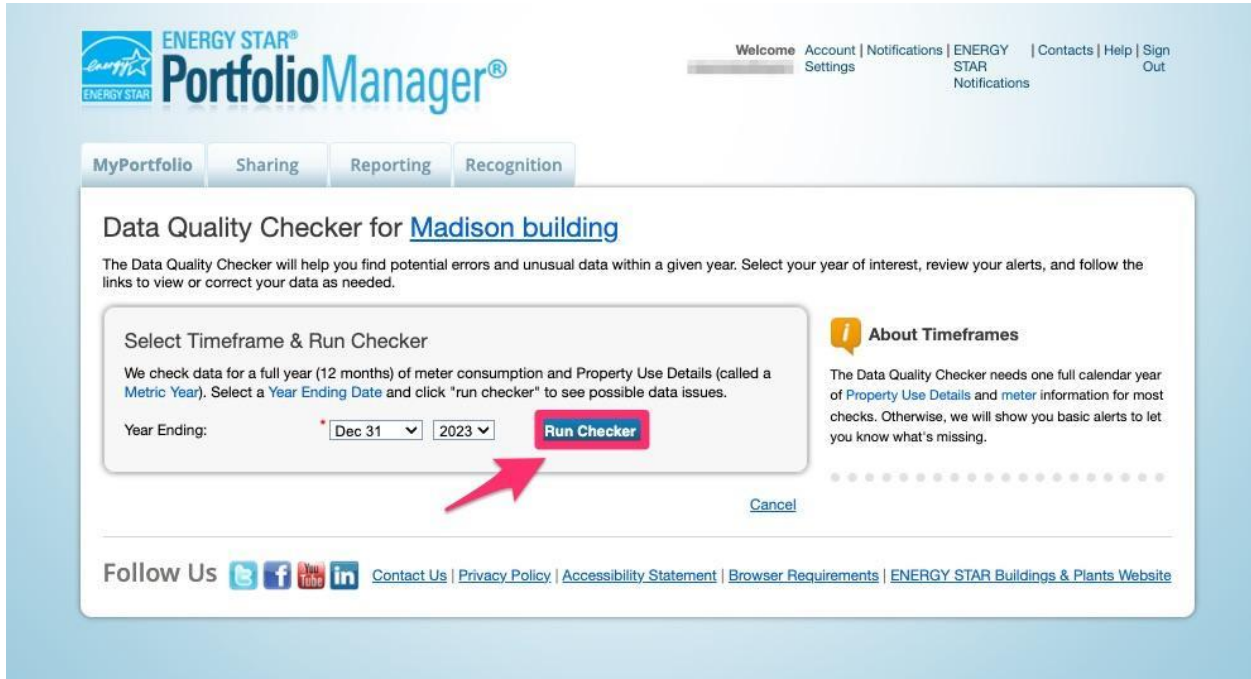 ENERGY STAR®
PortfolioManager®
energy
ENERGY STAR
Welcome
Account Settings | Notifications | ENERGY STAR Notifications | Contacts | Help | Sign Out
MyPortfolio
Sharing
Reporting
Recognition
Data Quality Checker for Madison building
The Data Quality Checker will help you find potential errors and unusual data within a given year. Select your year of interest, review your alerts, and follow the
links to view or correct your data as needed.
Select Timeframe & Run Checker
We check data for a full year (12 months) of meter consumption and Property Use Details (called a
Metric Year). Select a Year Ending Date and click "run checker" to see possible data issues.
Year Ending: * Dec 31 2023 Run Checker
Cancel
i About Timeframes
The Data Quality Checker needs one full calendar year
of Property Use Details and meter information for most
checks. Otherwise, we will show you basic alerts to let
you know what's missing.
Follow Us
You Tube
in
Contact Us | Privacy Policy | Accessibility Statement | Browser Requirements | ENERGY STAR Buildings & Plants Website